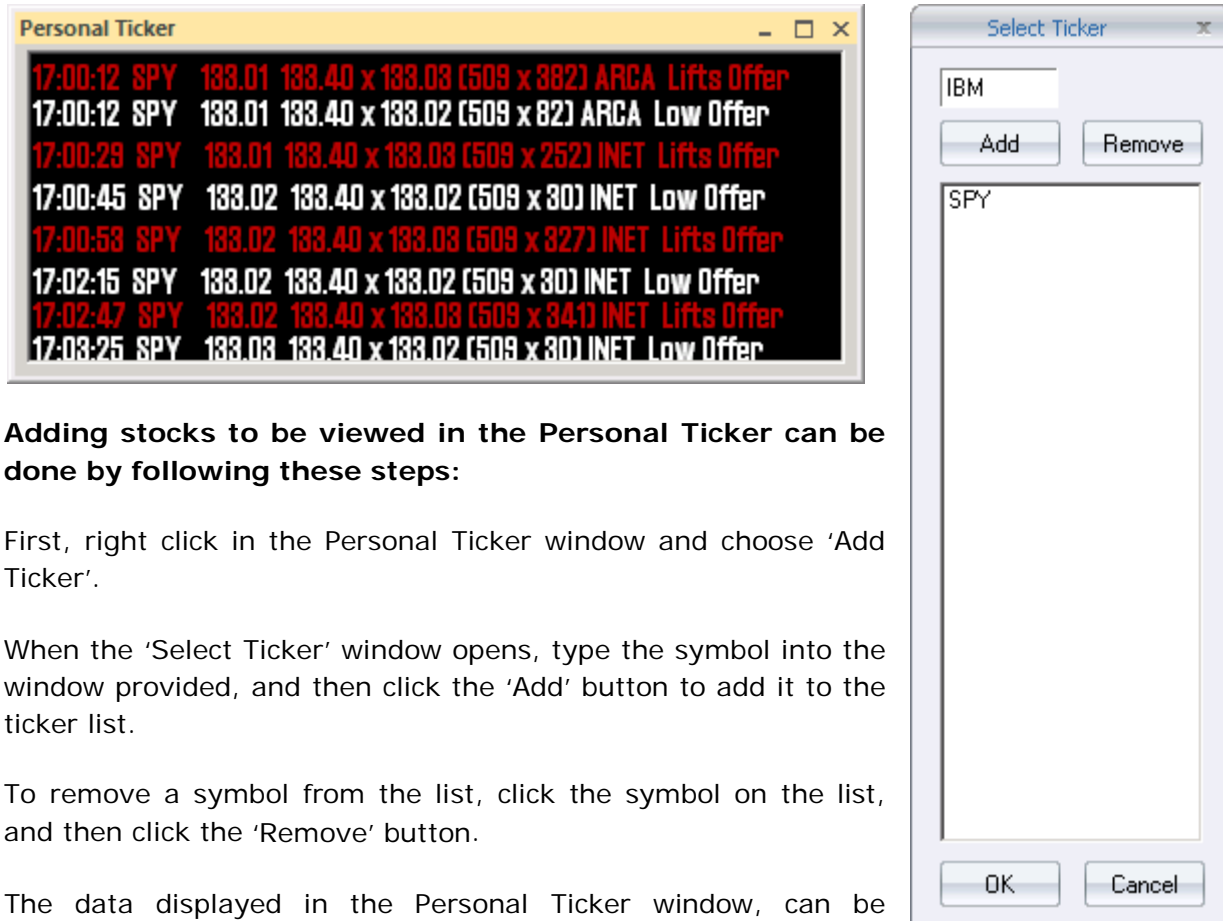 Personal Ticker
17:00:12 SPY 133.01 133.40 x 133.03 (509 x 382) ARCA Lifts Offer
17:00:12 SPY 133.01 133.40 x 133.02 (509 x 82) ARCA Low Offer
17:00:29 SPY 133.01 133.40 x 133.03 (509 x 252) INET Lifts Offer
17:00:45 SPY 133.02 133.40 x 133.02 (509 x 30) INET Low Offer
17:00:53 SPY 133.02 133.40 x 133.03 (509 x 327) INET Lifts Offer
17:02:15 SPY 133.02 133.40 x 133.02 (509 x 30) INET Low Offer
17:02:47 SPY 133.02 133.40 x 133.03 (509 x 341) INET Lifts Offer
17:03:25 SPY 133.03 133.40 x 133.02 (509 x 30) INET Low Offer
Adding stocks to be viewed in the Personal Ticker can be
done by following these steps:
First, right click in the Personal Ticker window and choose ‘Add
Ticker’.
When the ‘Select Ticker’ window opens, type the symbol into the
window provided, and then click the ‘Add’ button to add it to the
ticker list.
To remove a symbol from the list, click the symbol on the list,
and then click the ‘Remove’ button.
The data displayed in the Personal Ticker window, can be
Select Ticker
IBM
Add Remove
SPY
OK Cancel